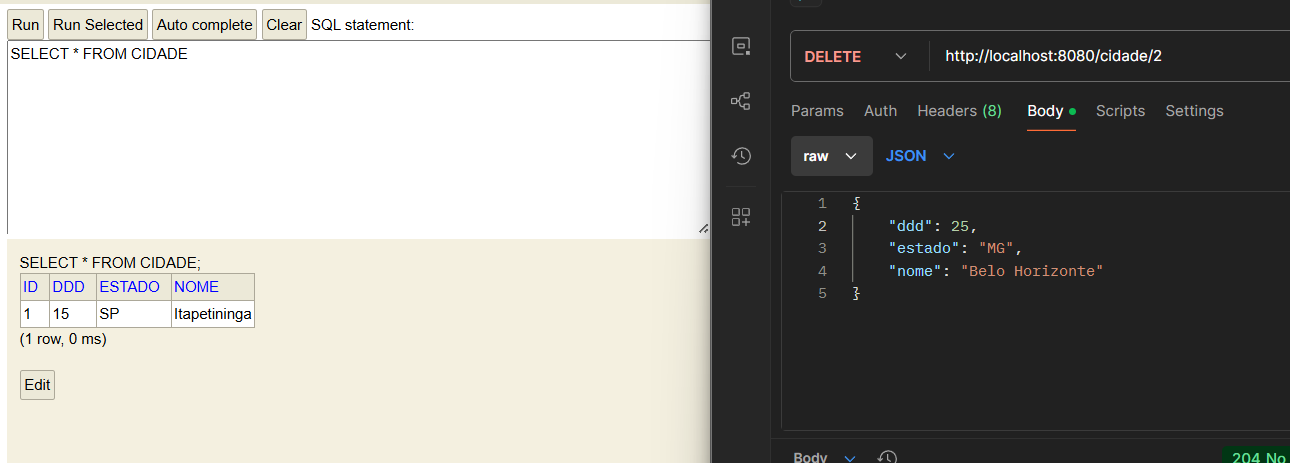 Run Run Selected Auto complete Clear SQL statement:
SELECT * FROM CIDADE
SELECT * FROM CIDADE;
ID DDD ESTADO NOME
1 15 SP Itapetininga
(1 row, 0 ms)
Edit
DELETE http://localhost:8080/cidade/2
Params Auth Headers (8) Body Scripts Settings
raw JSON
1 {
2 "ddd": 25,
3 "estado": "MG",
4 "nome": "Belo Horizonte"
5 }
Body 204 No